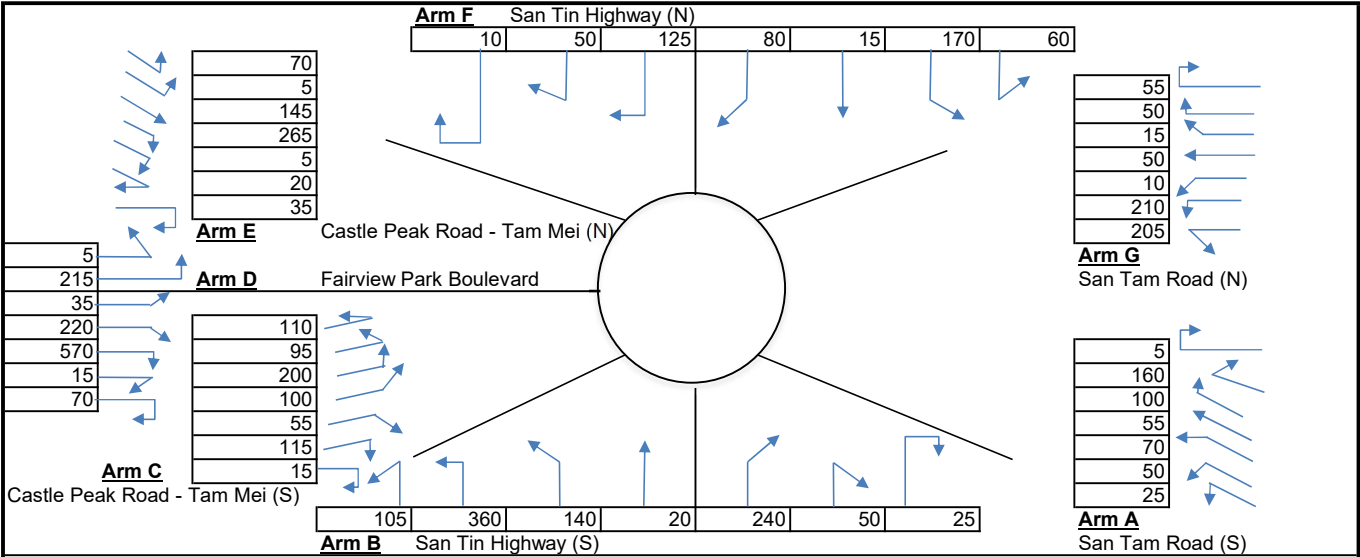 Arm F San Tin Highway (N)
10 50 125 80 15 170 60
70
5
145
265
5
20
35
Arm E Castle Peak Road - Tam Mei (N)
55
50
15
50
10
210
205
Arm G
San Tam Road (N)
5
215
35
220
570
15
70
Arm D Fairview Park Boulevard
110
95
200
100
55
115
15
Arm C
Castle Peak Road - Tam Mei (S)
5
160
100
55
70
50
25
Arm A
San Tam Road (S)
105 360 140 20 240 50 25
Arm B San Tin Highway (S)